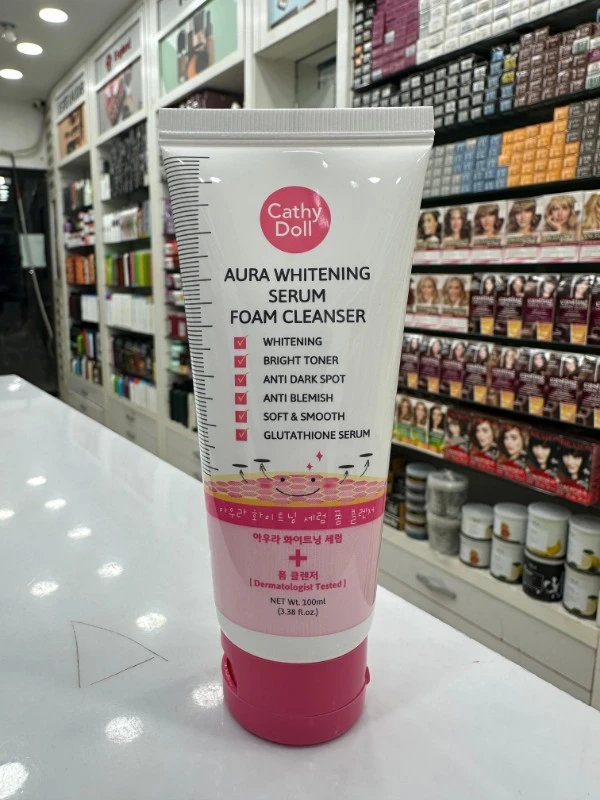 Cathy
Doll
AURA WHITENING
SERUM
FOAM CLEANSER
WHITENING
BRIGHT TONER
ANTI DARK SPOT
ANTI BLEMISH
SOFT & SMOOTH
GLUTATHIONE SERUM
아우라 화이트닝 세럼 폼 클렌저
아우라 화이트닝 세럼
+
폼 클렌저
[ Dermatologist Tested ]
NET WT. 100ml
(3.38 fl.oz.)